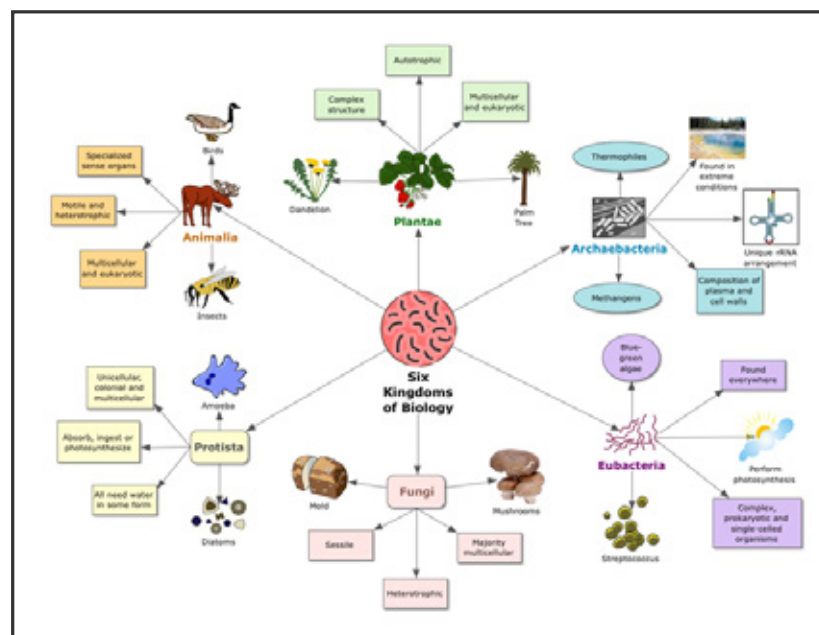 Autotrophic
Complex
structure
Multicellular
and eukaryotic
Dandelion
Plantae
Palm
Tree
Birds
Specialized
sense organs
Motile and
heterotrophic
Multicellular
and eukaryotic
Animalia
Insects
Thermophiles
Found in
extreme
conditions
Archaebacteria
Unique rRNA
arrangement
Methangens
Composition of
plasma and
cell walls
Six
Kingdoms
of Biology
Unicellular,
colonial and
multicellular
Amoeba
Absorb, ingest or
photosynthesize
Protista
All need water
in some form
Diatoms
Mold
Fungi
Mushrooms
Sessile
Majority
multicellular
Heterotrophic
Blue-
green
algae
Found
everywhere
Eubacteria
Perform
photosynthesis
Streptococcus
Complex,
prokaryotic and
single-celled
organisms